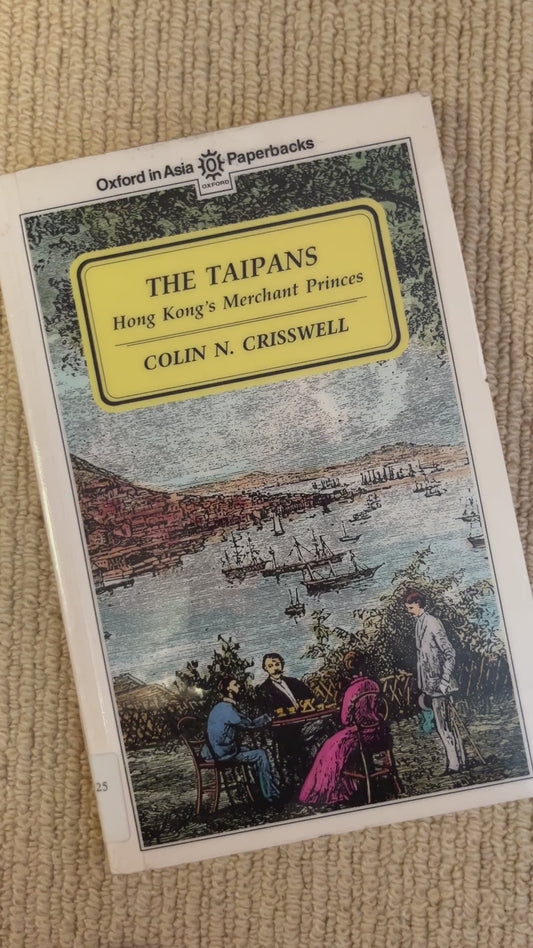 Oxford in Asia Paperbacks
OXFORD
THE TAIPANS
Hong Kong's Merchant Princes
COLIN N. CRISSWELL
25